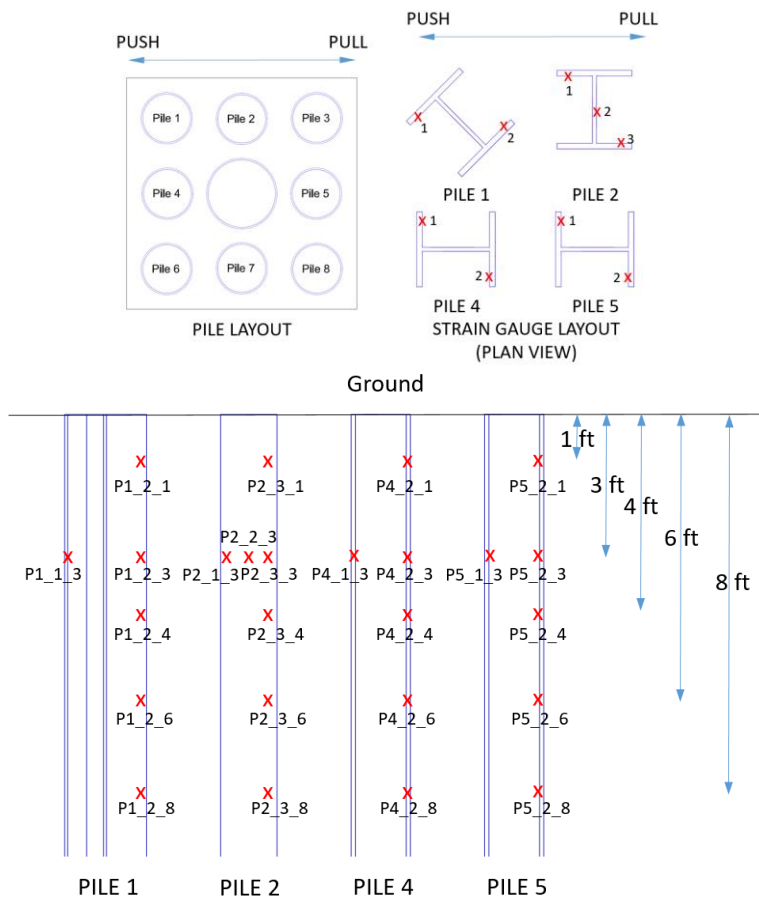 PUSH PULL
Pile 1 Pile 2 Pile 3
Pile 4 Pile 5
Pile 6 Pile 7 Pile 8
PILE LAYOUT
PUSH PULL
1
2
PILE 1
1
2
3
PILE 2
1
2
PILE 4
1
2
PILE 5
STRAIN GAUGE LAYOUT
(PLAN VIEW)
Ground
X X X X
P1_2_1 P2_3_1 P4_2_1 P5_2_1
P2_2_3
X X X X X X X X X
P1_1_3 P1_2_3 P2_1_3 P2_3_3 P4_1_3 P4_2_3 P5_1_3 P5_2_3
X X X X
P1_2_4 P2_3_4 P4_2_4 P5_2_4
X X X X
P1_2_6 P2_3_6 P4_2_6 P5_2_6
X X X X
P1_2_8 P2_3_8 P4_2_8 P5_2_8
1 ft
3 ft
4 ft
6 ft
8 ft
PILE 1 PILE 2 PILE 4 PILE 5